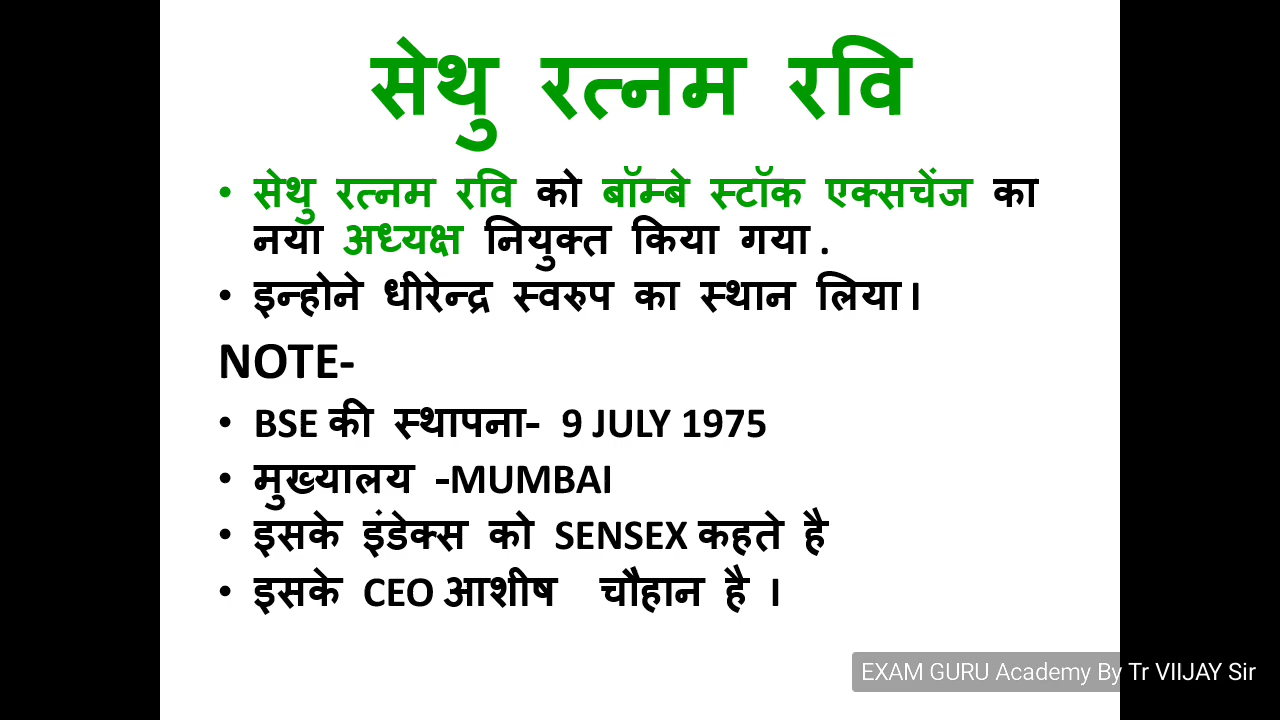 सेथु रत्नम रवि
• सेथु रत्नम रवि को बॉम्बे स्टॉक एक्सचेंज का
नया अध्यक्ष नियुक्त किया गया .
• इन्होने धीरेन्द्र स्वरुप का स्थान लिया।
NOTE-
• BSE की स्थापना- 9 JULY 1975
• मुख्यालय -MUMBAI
• इसके इंडेक्स को SENSEX कहते है
• इसके CEO आशीष चौहान है ।
EXAM GURU Academy By Tr VIIJAY Sir